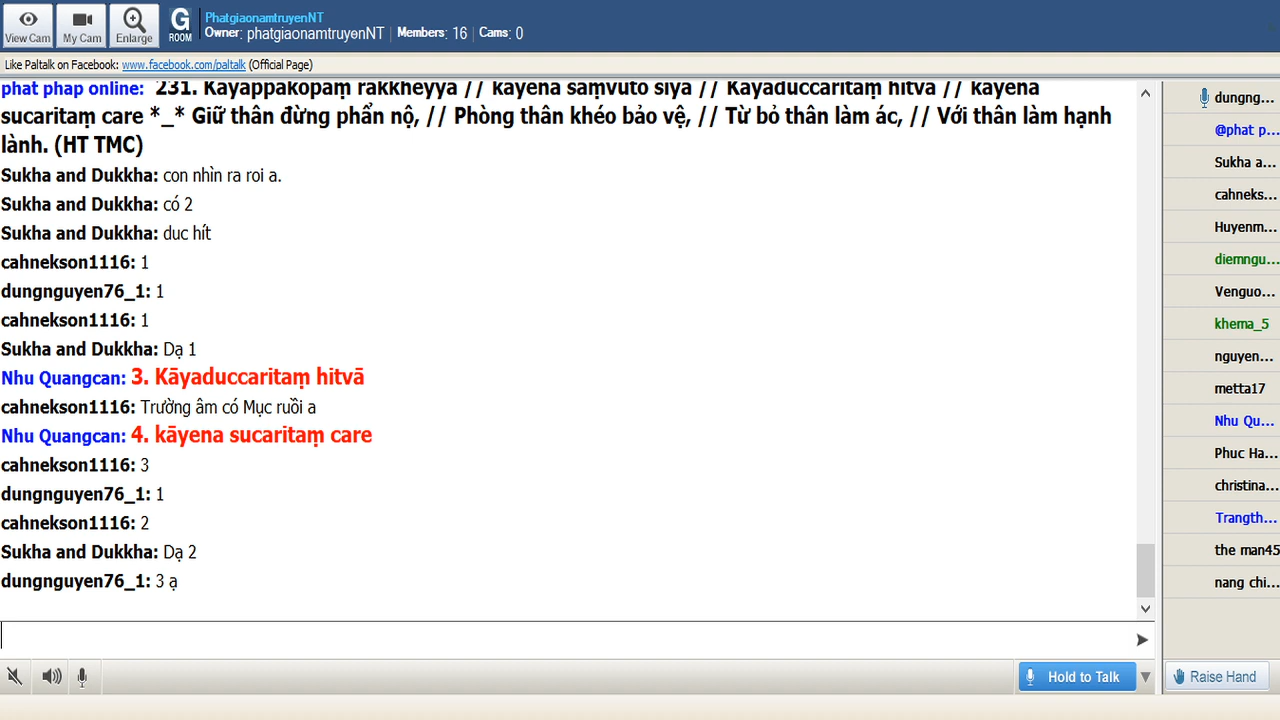 View Cam
My Cam
Enlarge
G
ROOM
PhatgiaonamtruyenNT
Owner: phatgiaonamtruyenNT | Members: 16 | Cams: 0
Like Paltalk on Facebook: www.facebook.com/paltalk (Official Page)
phat phap online: 231. Kāyappakopaṃ rakkheyya // kāyena saṃvuto siyā // Kāyaduccaritaṃ hitvā // kāyena
sucaritaṃ care *_* Giữ thân đừng phẩn nộ, // Phòng thân khéo bảo vệ, // Từ bỏ thân làm ác, // Với thân làm hạnh
lành. (HT TMC)
Sukha and Dukkha: con nhìn ra roi a.
Sukha and Dukkha: có 2
Sukha and Dukkha: duc hít
cahnekson1116: 1
dungnguyen76_1: 1
cahnekson1116: 1
Sukha and Dukkha: Dạ 1
Nhu Quangcan: 3. Kāyaduccaritaṃ hitvā
cahnekson1116: Trường âm có Mục ruồi a
Nhu Quangcan: 4. kāyena sucaritaṃ care
cahnekson1116: 3
dungnguyen76_1: 1
cahnekson1116: 2
Sukha and Dukkha: Dạ 2
dungnguyen76_1: 3 ạ
dungng...
@phat p...
Sukha a...
cahneks...
Huyenm...
diemngu...
Venguo...
khema_5
nguyen...
metta17
Nhu Qu...
Phuc Ha...
christina...
Trangth...
the man45
nang chi...
Hold to Talk
Raise Hand